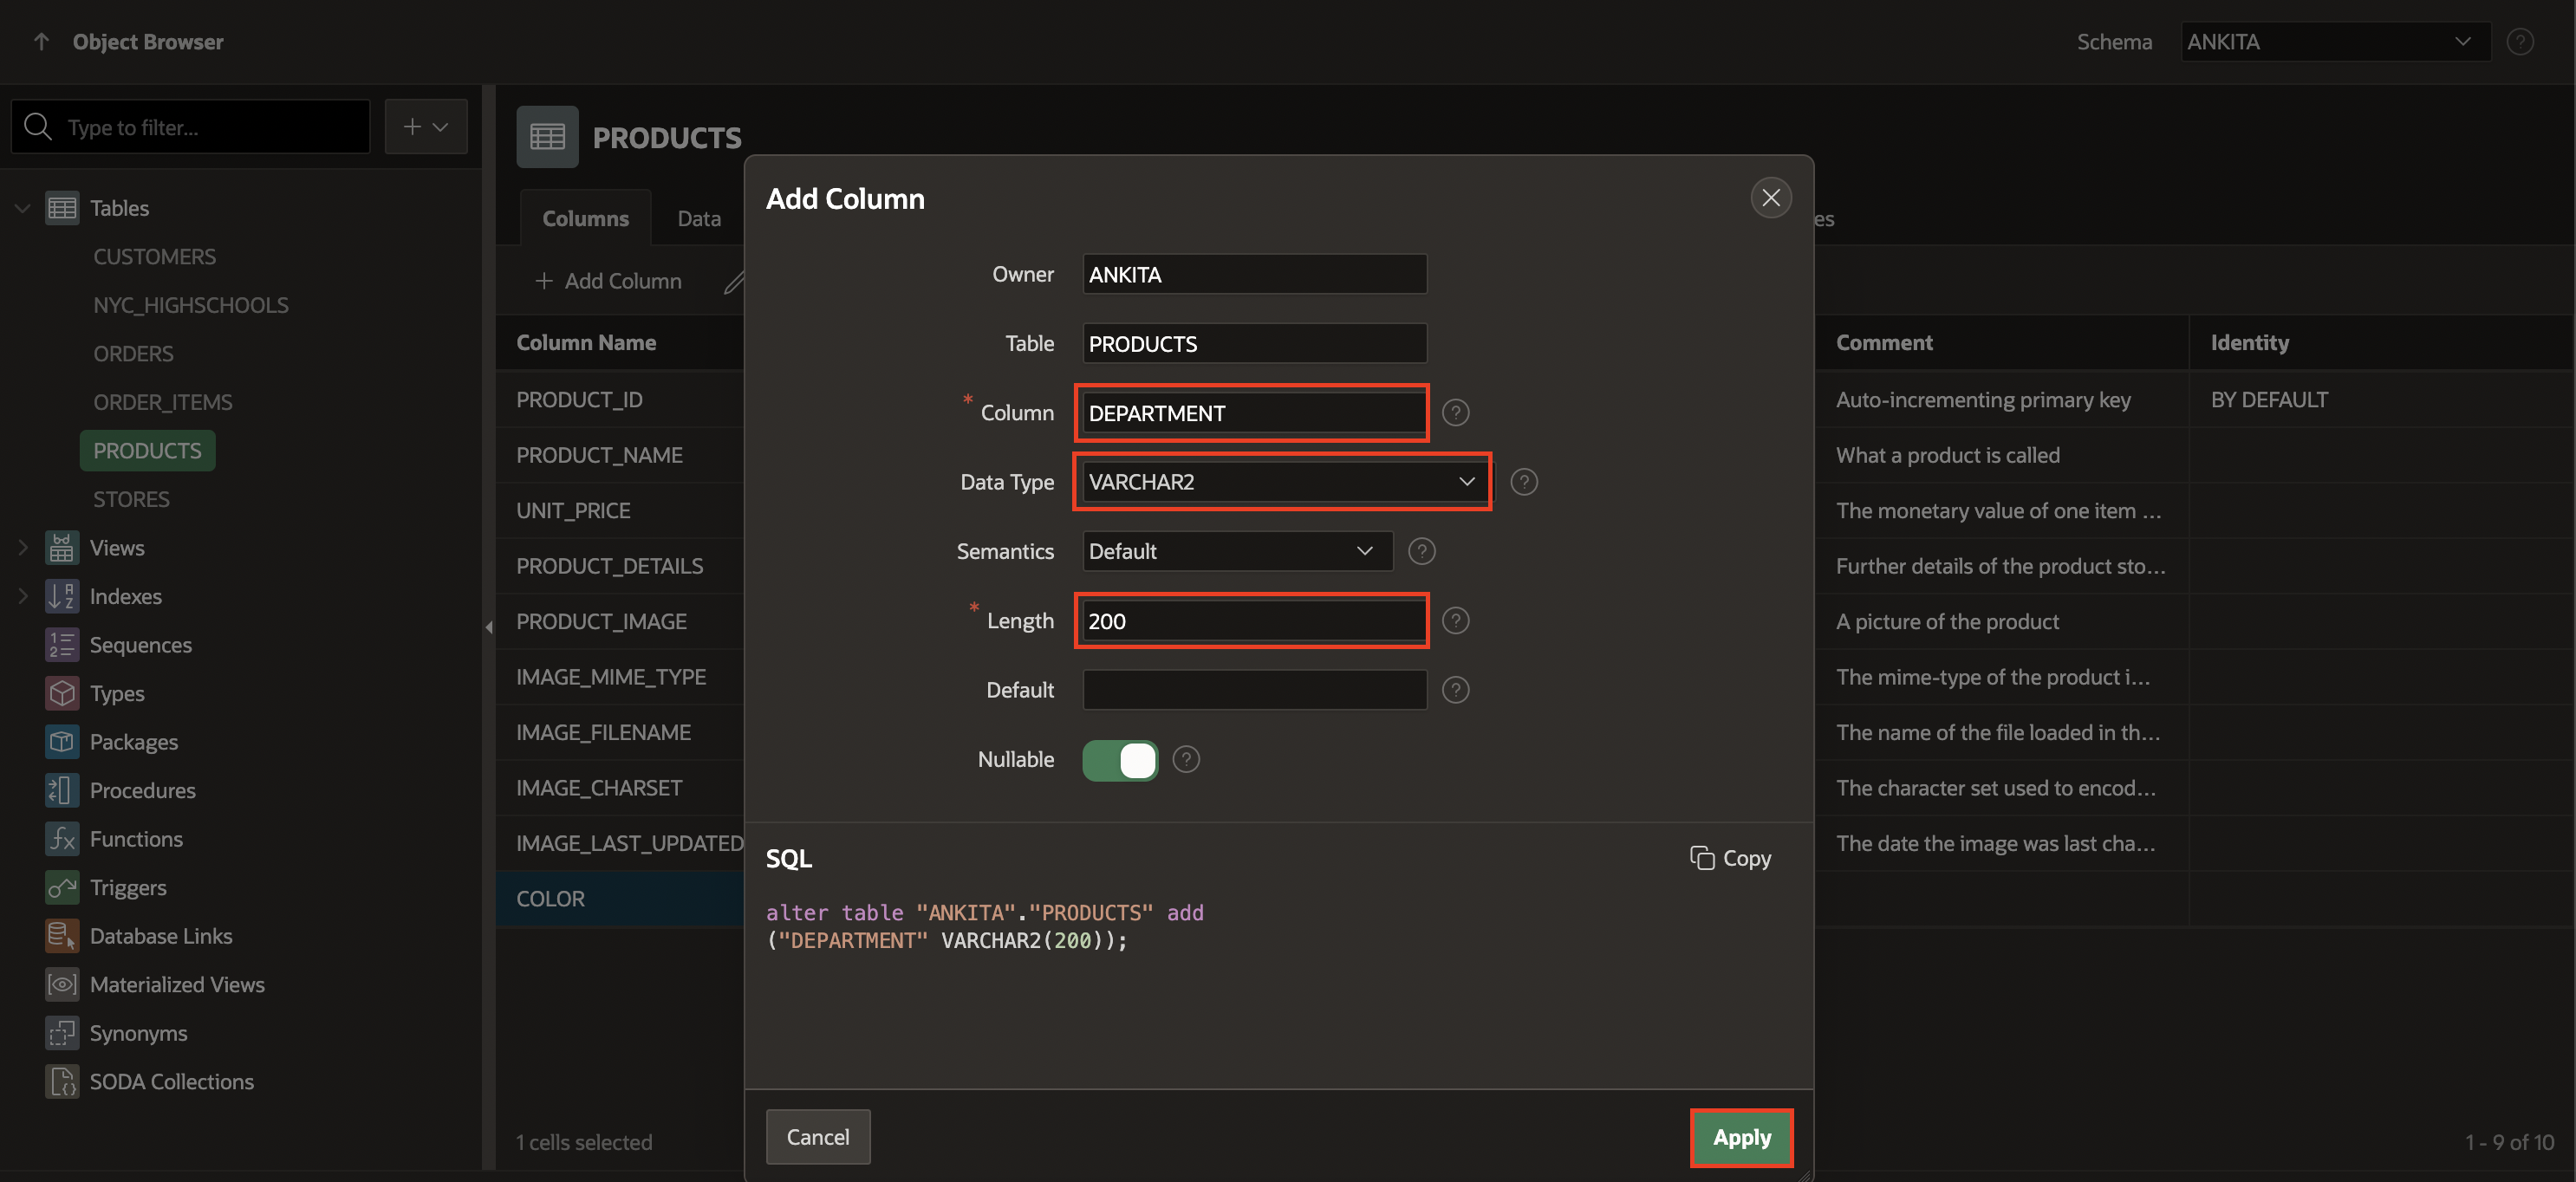 Object Browser
Schema
ANKITA
Type to filter...
Tables
CUSTOMERS
NYC_HIGHSCHOOLS
ORDERS
ORDER_ITEMS
PRODUCTS
STORES
Views
Indexes
Sequences
Types
Packages
Procedures
Functions
Triggers
Database Links
Materialized Views
Synonyms
SODA Collections
PRODUCTS
Columns
Data
es
Add Column
Column Name
PRODUCT_ID
PRODUCT_NAME
UNIT_PRICE
PRODUCT_DETAILS
PRODUCT_IMAGE
IMAGE_MIME_TYPE
IMAGE_FILENAME
IMAGE_CHARSET
IMAGE_LAST_UPDATED
COLOR
1 cells selected
Add Column
Owner
ANKITA
Table
PRODUCTS
* Column
DEPARTMENT
?
Data Type
VARCHAR2
?
Semantics
Default
?
* Length
200
?
Default
?
Nullable
?
SQL
Copy
alter table "ANKITA"."PRODUCTS" add
("DEPARTMENT" VARCHAR2(200));
Cancel
Apply
Comment
Identity
Auto-incrementing primary key
BY DEFAULT
What a product is called
The monetary value of one item ...
Further details of the product sto...
A picture of the product
The mime-type of the product i...
The name of the file loaded in th...
The character set used to encod...
The date the image was last cha...
1 - 9 of 10